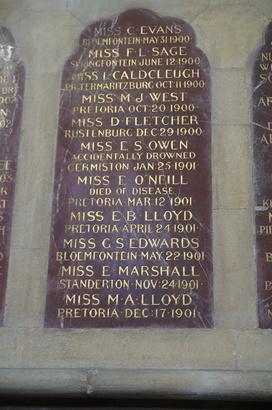 MISS C EVANS
BLOEMFONTEIN MAY 31 1900
MISS F·L·SAGE
SPRINGFONTEIN JUNE 12·1900
MISS I. CALDCLEUGH
PIETERMARITZBURG OCT 11 1900
MISS M J WEST
PRETORIA OCT 20 1900
MISS D FLETCHER
RUSTENBURG DEC 29 1900
MISS E S OWEN
ACCIDENTALLY DROWNED
GERMISTON JAN 25 1901
MISS E O'NEILL
DIED OF DISEASE
PRETORIA·MAR 12 1901
MISS E·B·LLOYD
PRETORIA APRIL 24 1901·
MISS G·S·EDWARDS
BLOEMFONTEIN MAY·22·1901
MISS E·MARSHALL
STANDERTON·NOV·24·1901·
MISS M·A·LLOYD
PRETORIA·DEC·17·1901·